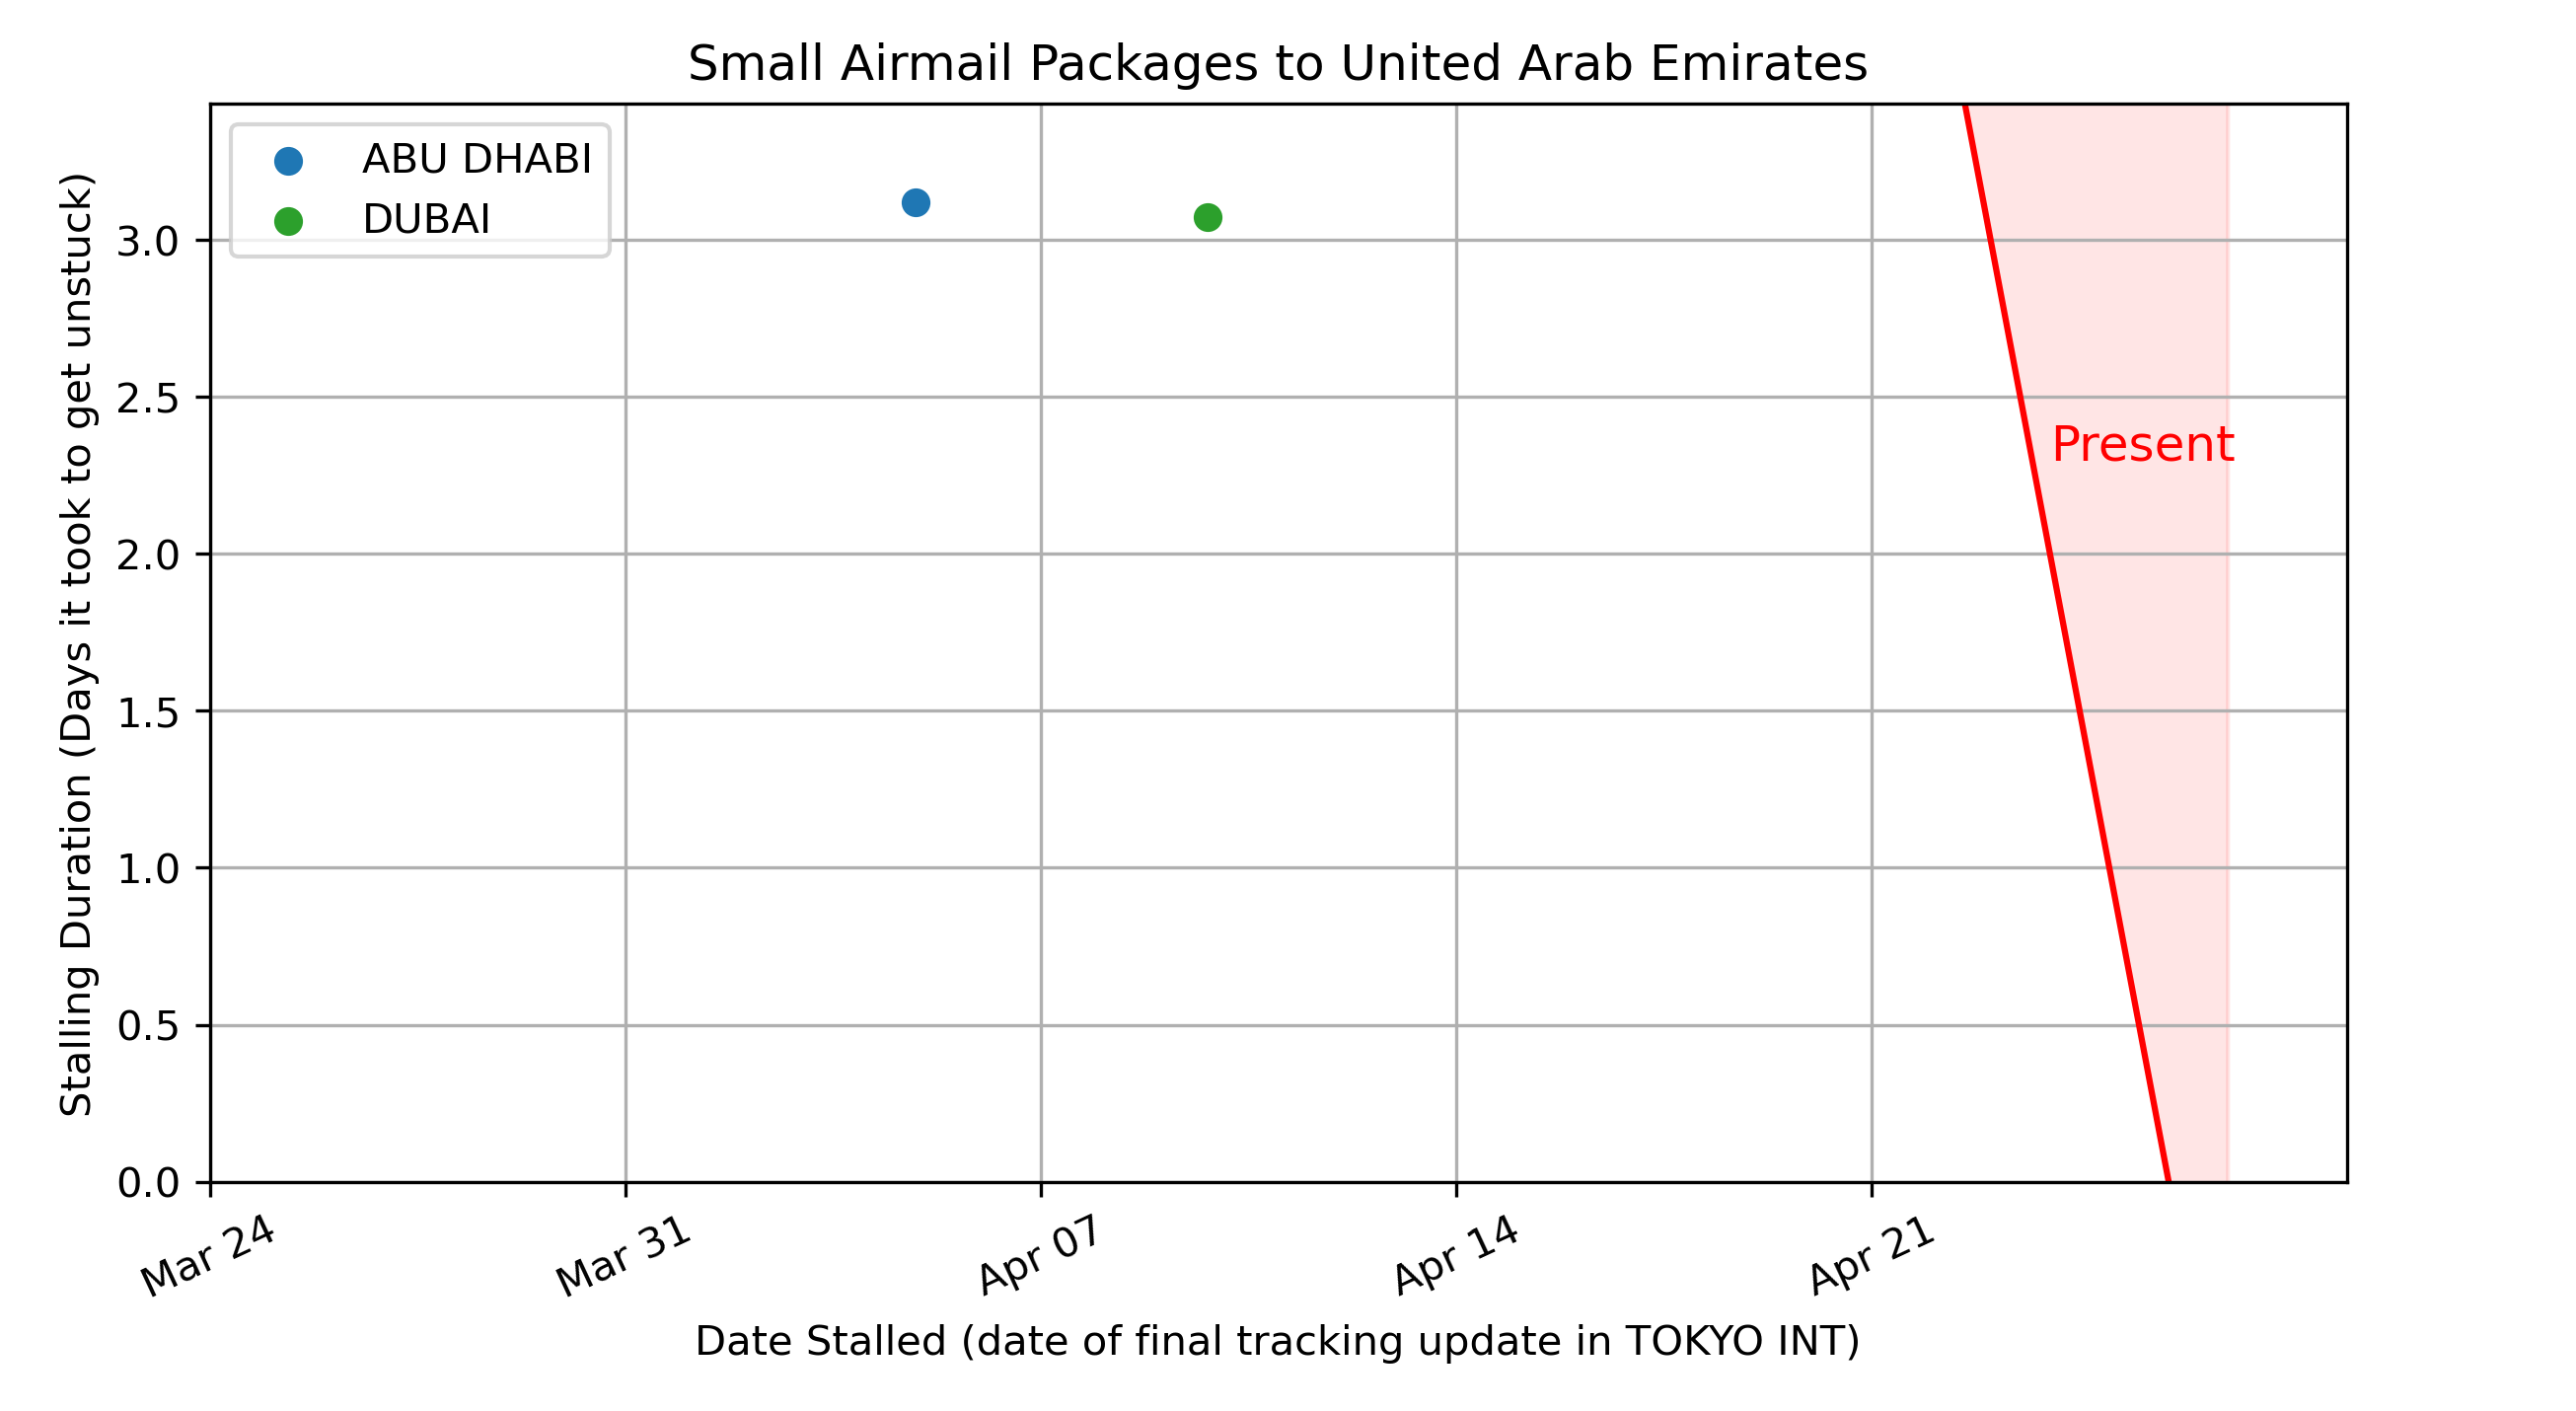 Small Airmail Packages to United Arab Emirates
ABU DHABI
DUBAI
Stalling Duration (Days it took to get unstuck)
3.0
2.5
2.0
1.5
1.0
0.5
0.0
Present
Mar 24
Mar 31
Apr 07
Apr 14
Apr 21
Date Stalled (date of final tracking update in TOKYO INT)